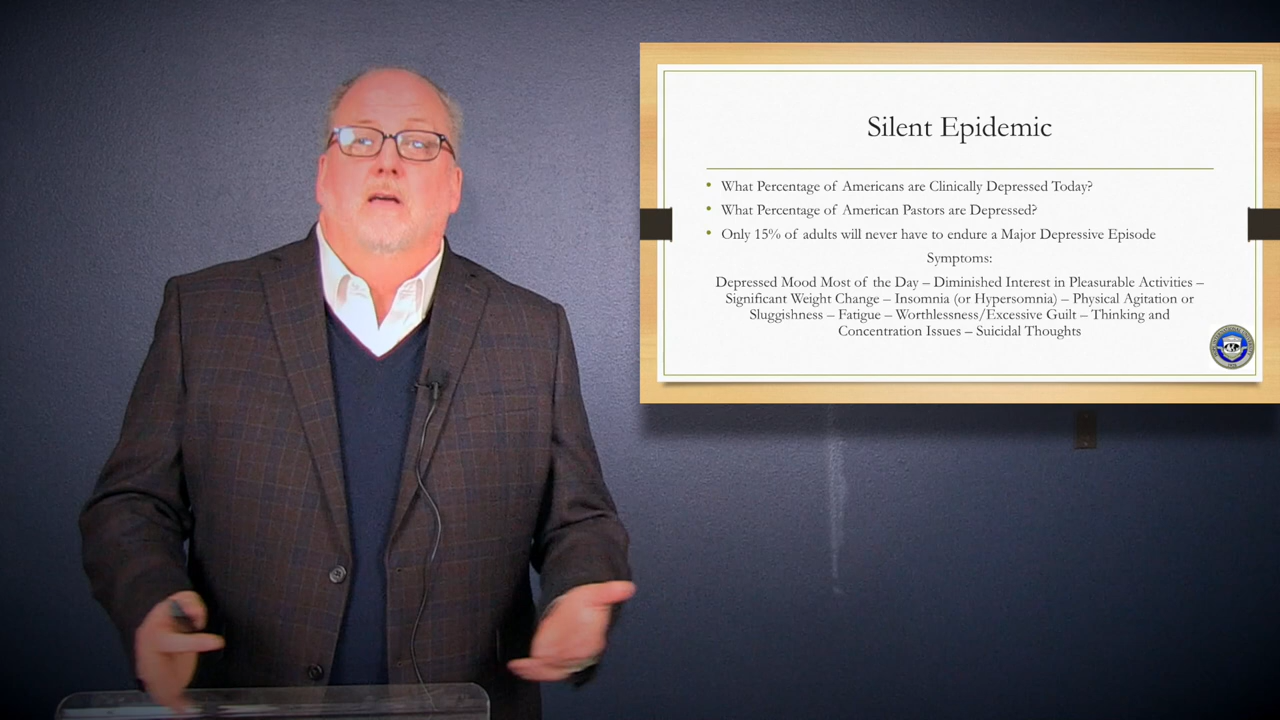 Silent Epidemic
• What Percentage of Americans are Clinically Depressed Today?
• What Percentage of American Pastors are Depressed?
• Only 15% of adults will never have to endure a Major Depressive Episode
Symptoms:
Depressed Mood Most of the Day – Diminished Interest in Pleasurable Activities –
Significant Weight Change – Insomnia (or Hypersomnia) – Physical Agitation or
Sluggishness – Fatigue – Worthlessness/Excessive Guilt – Thinking and
Concentration Issues – Suicidal Thoughts